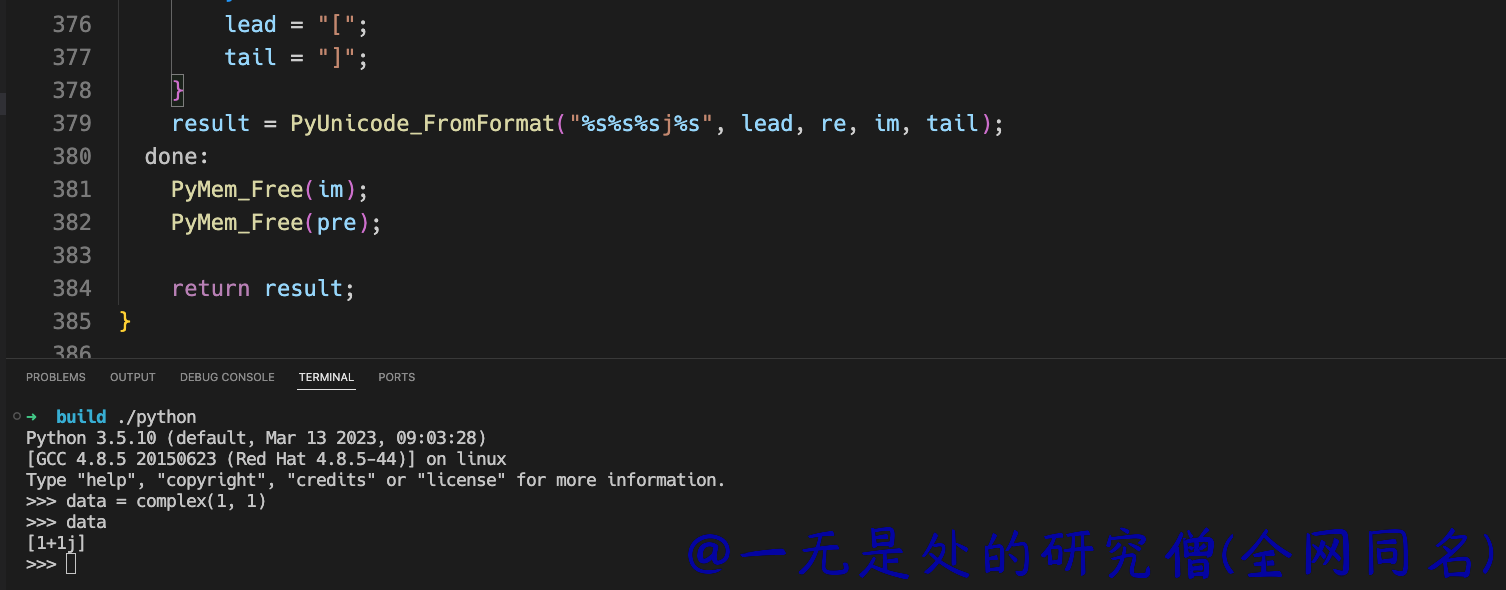 376 lead = "[";
377 tail = "]";
378 }
379 result = PyUnicode_FromFormat("%s%s%sj%s", lead, re, im, tail);
380 done:
381 PyMem_Free(im);
382 PyMem_Free(pre);
383
384 return result;
385 }
386
PROBLEMS OUTPUT DEBUG CONSOLE TERMINAL PORTS
➜ build ./python
Python 3.5.10 (default, Mar 13 2023, 09:03:28)
[GCC 4.8.5 20150623 (Red Hat 4.8.5-44)] on linux
Type "help", "copyright", "credits" or "license" for more information.
>>> data = complex(1, 1)
>>> data
[1+1j]
>>>
@一无是处的研究僧(全网同名)